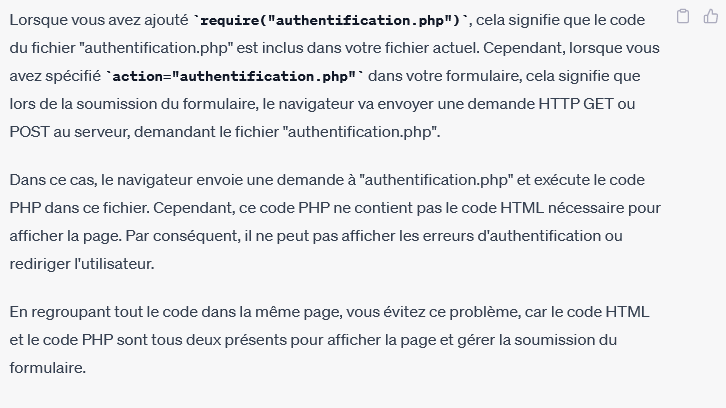 Lorsque vous avez ajouté `require("authentification.php")`, cela signifie que le code
du fichier "authentification.php" est inclus dans votre fichier actuel. Cependant, lorsque vous
avez spécifié `action="authentification.php"` dans votre formulaire, cela signifie que
lors de la soumission du formulaire, le navigateur va envoyer une demande HTTP GET ou
POST au serveur, demandant le fichier "authentification.php".
Dans ce cas, le navigateur envoie une demande à "authentification.php" et exécute le code
PHP dans ce fichier. Cependant, ce code PHP ne contient pas le code HTML nécessaire pour
afficher la page. Par conséquent, il ne peut pas afficher les erreurs d'authentification ou
rediriger l'utilisateur.
En regroupant tout le code dans la même page, vous évitez ce problème, car le code HTML
et le code PHP sont tous deux présents pour afficher la page et gérer la soumission du
formulaire.